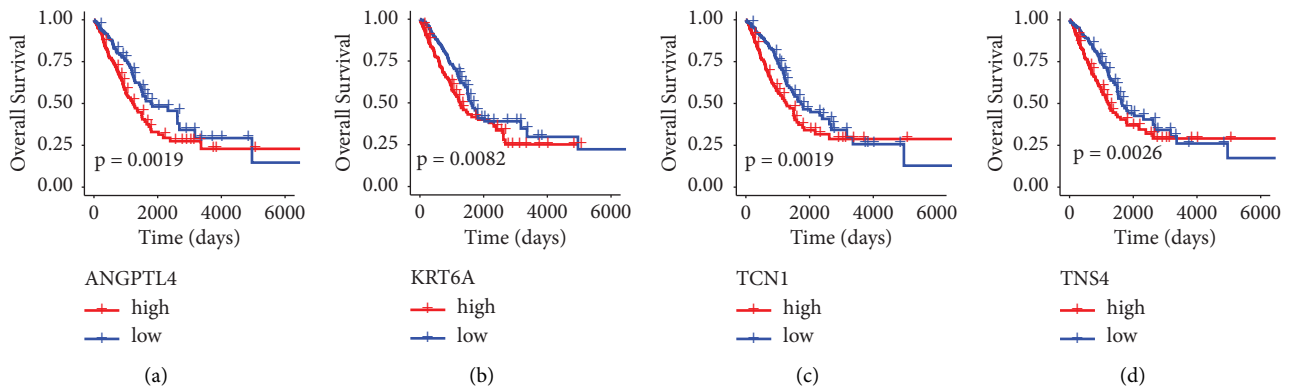 1.00
0.75
0.50
0.25
0.00
Overall Survival
p = 0.0019
0 2000 4000 6000
Time (days)
ANGPTL4
high
low
(a)
1.00
0.75
0.50
0.25
0.00
Overall Survival
p = 0.0082
0 2000 4000 6000
Time (days)
KRT6A
high
low
(b)
1.00
0.75
0.50
0.25
0.00
Overall Survival
p = 0.0019
0 2000 4000 6000
Time (days)
TCN1
high
low
(c)
1.00
0.75
0.50
0.25
0.00
Overall Survival
p = 0.0026
0 2000 4000 6000
Time (days)
TNS4
high
low
(d)